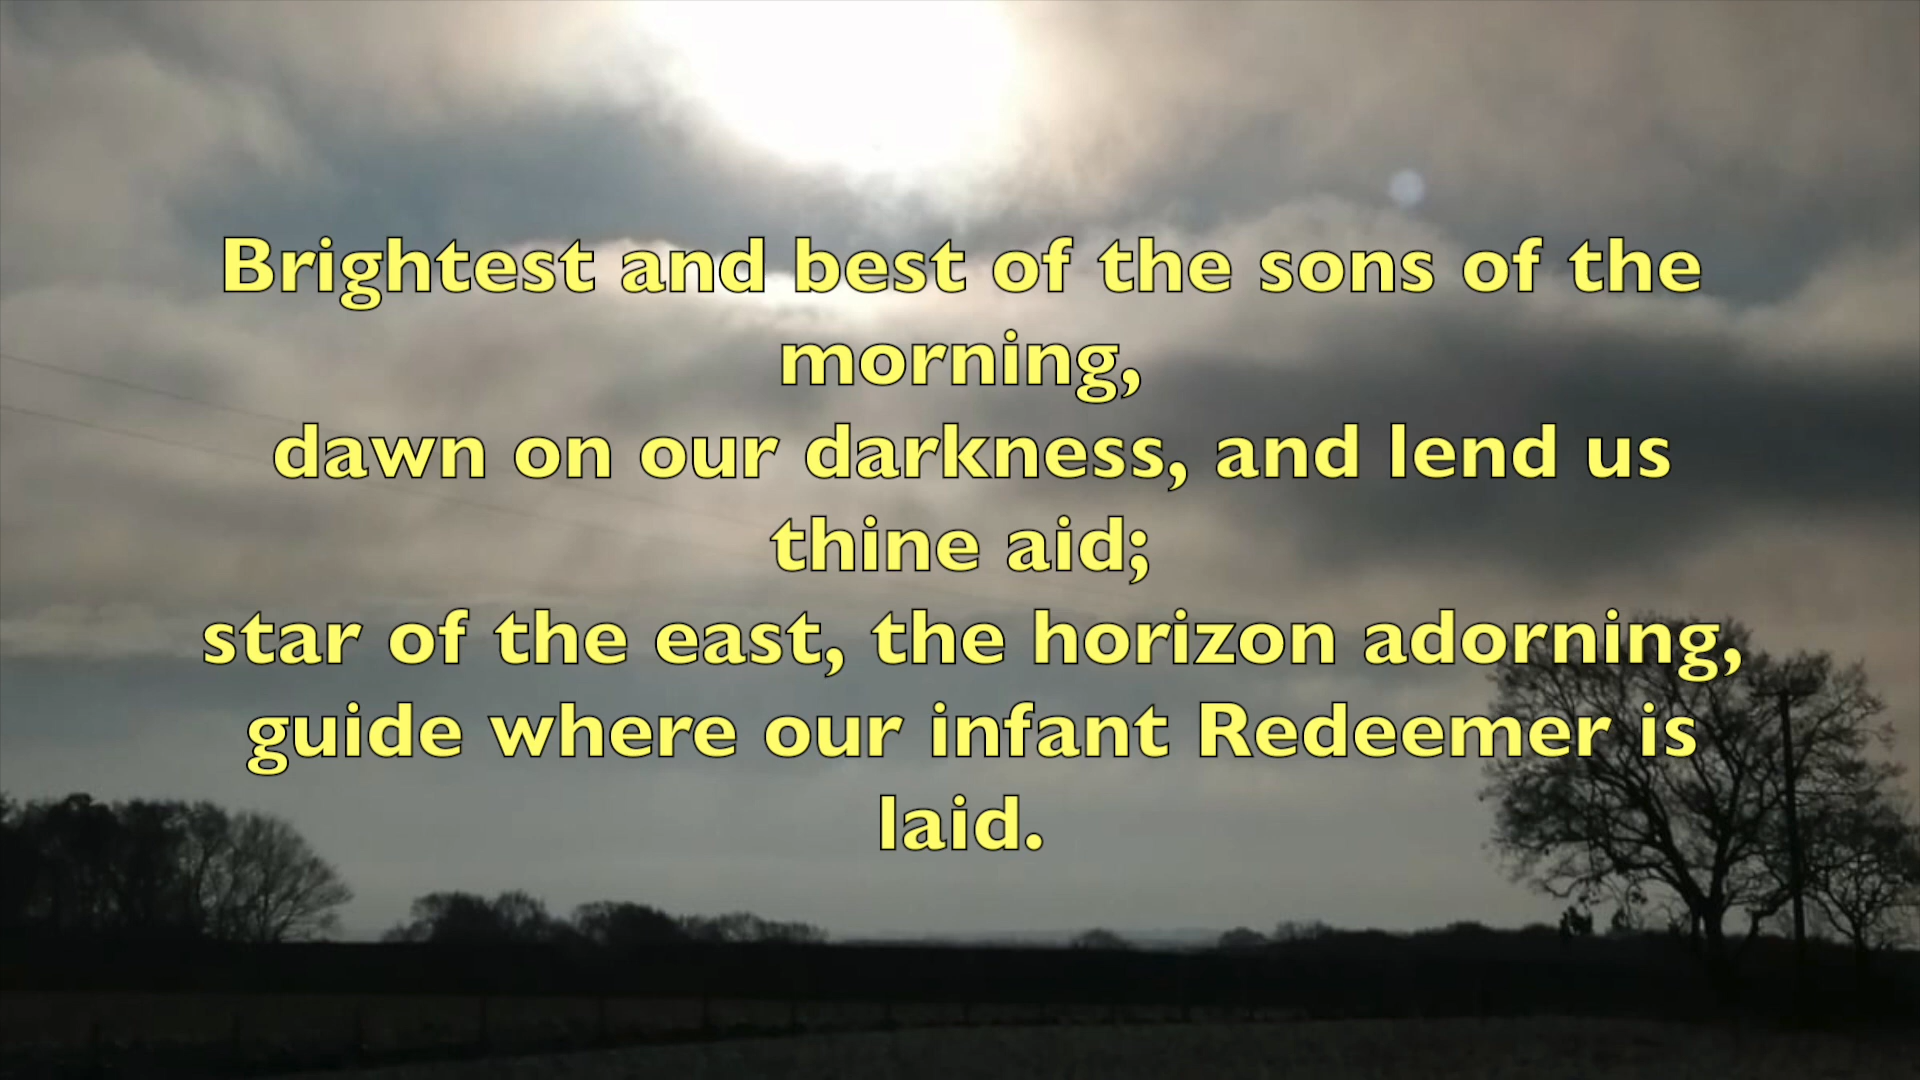 Brightest and best of the sons of the
morning,
dawn on our darkness, and lend us
thine aid;
star of the east, the horizon adorning,
guide where our infant Redeemer is
laid.